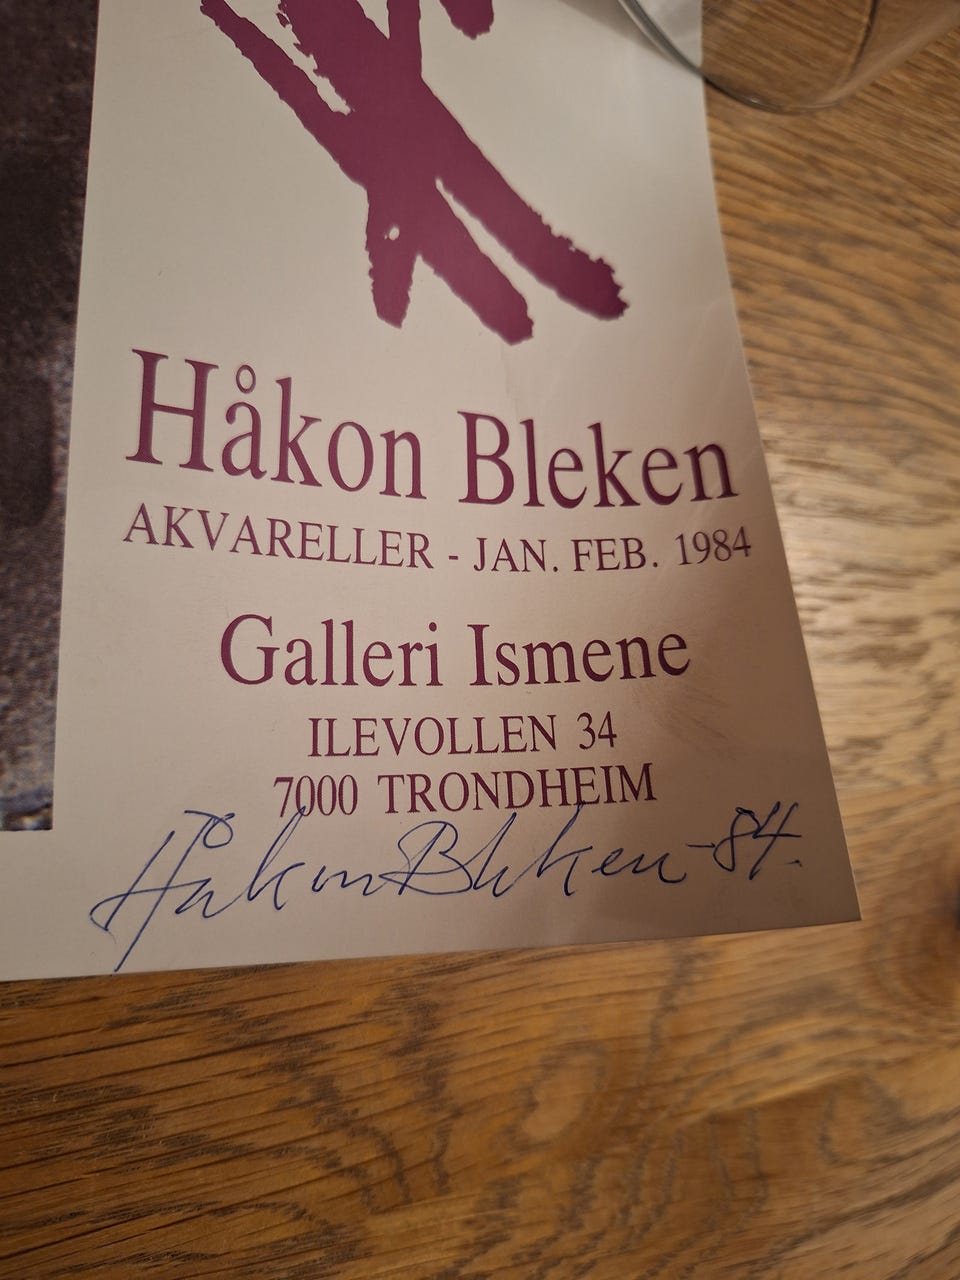 Håkon Bleken
AKVARELLER - JAN. FEB. 1984
Galleri Ismene
ILEVOLLEN 34
7000 TRONDHEIM
Håkon Bleken -84.